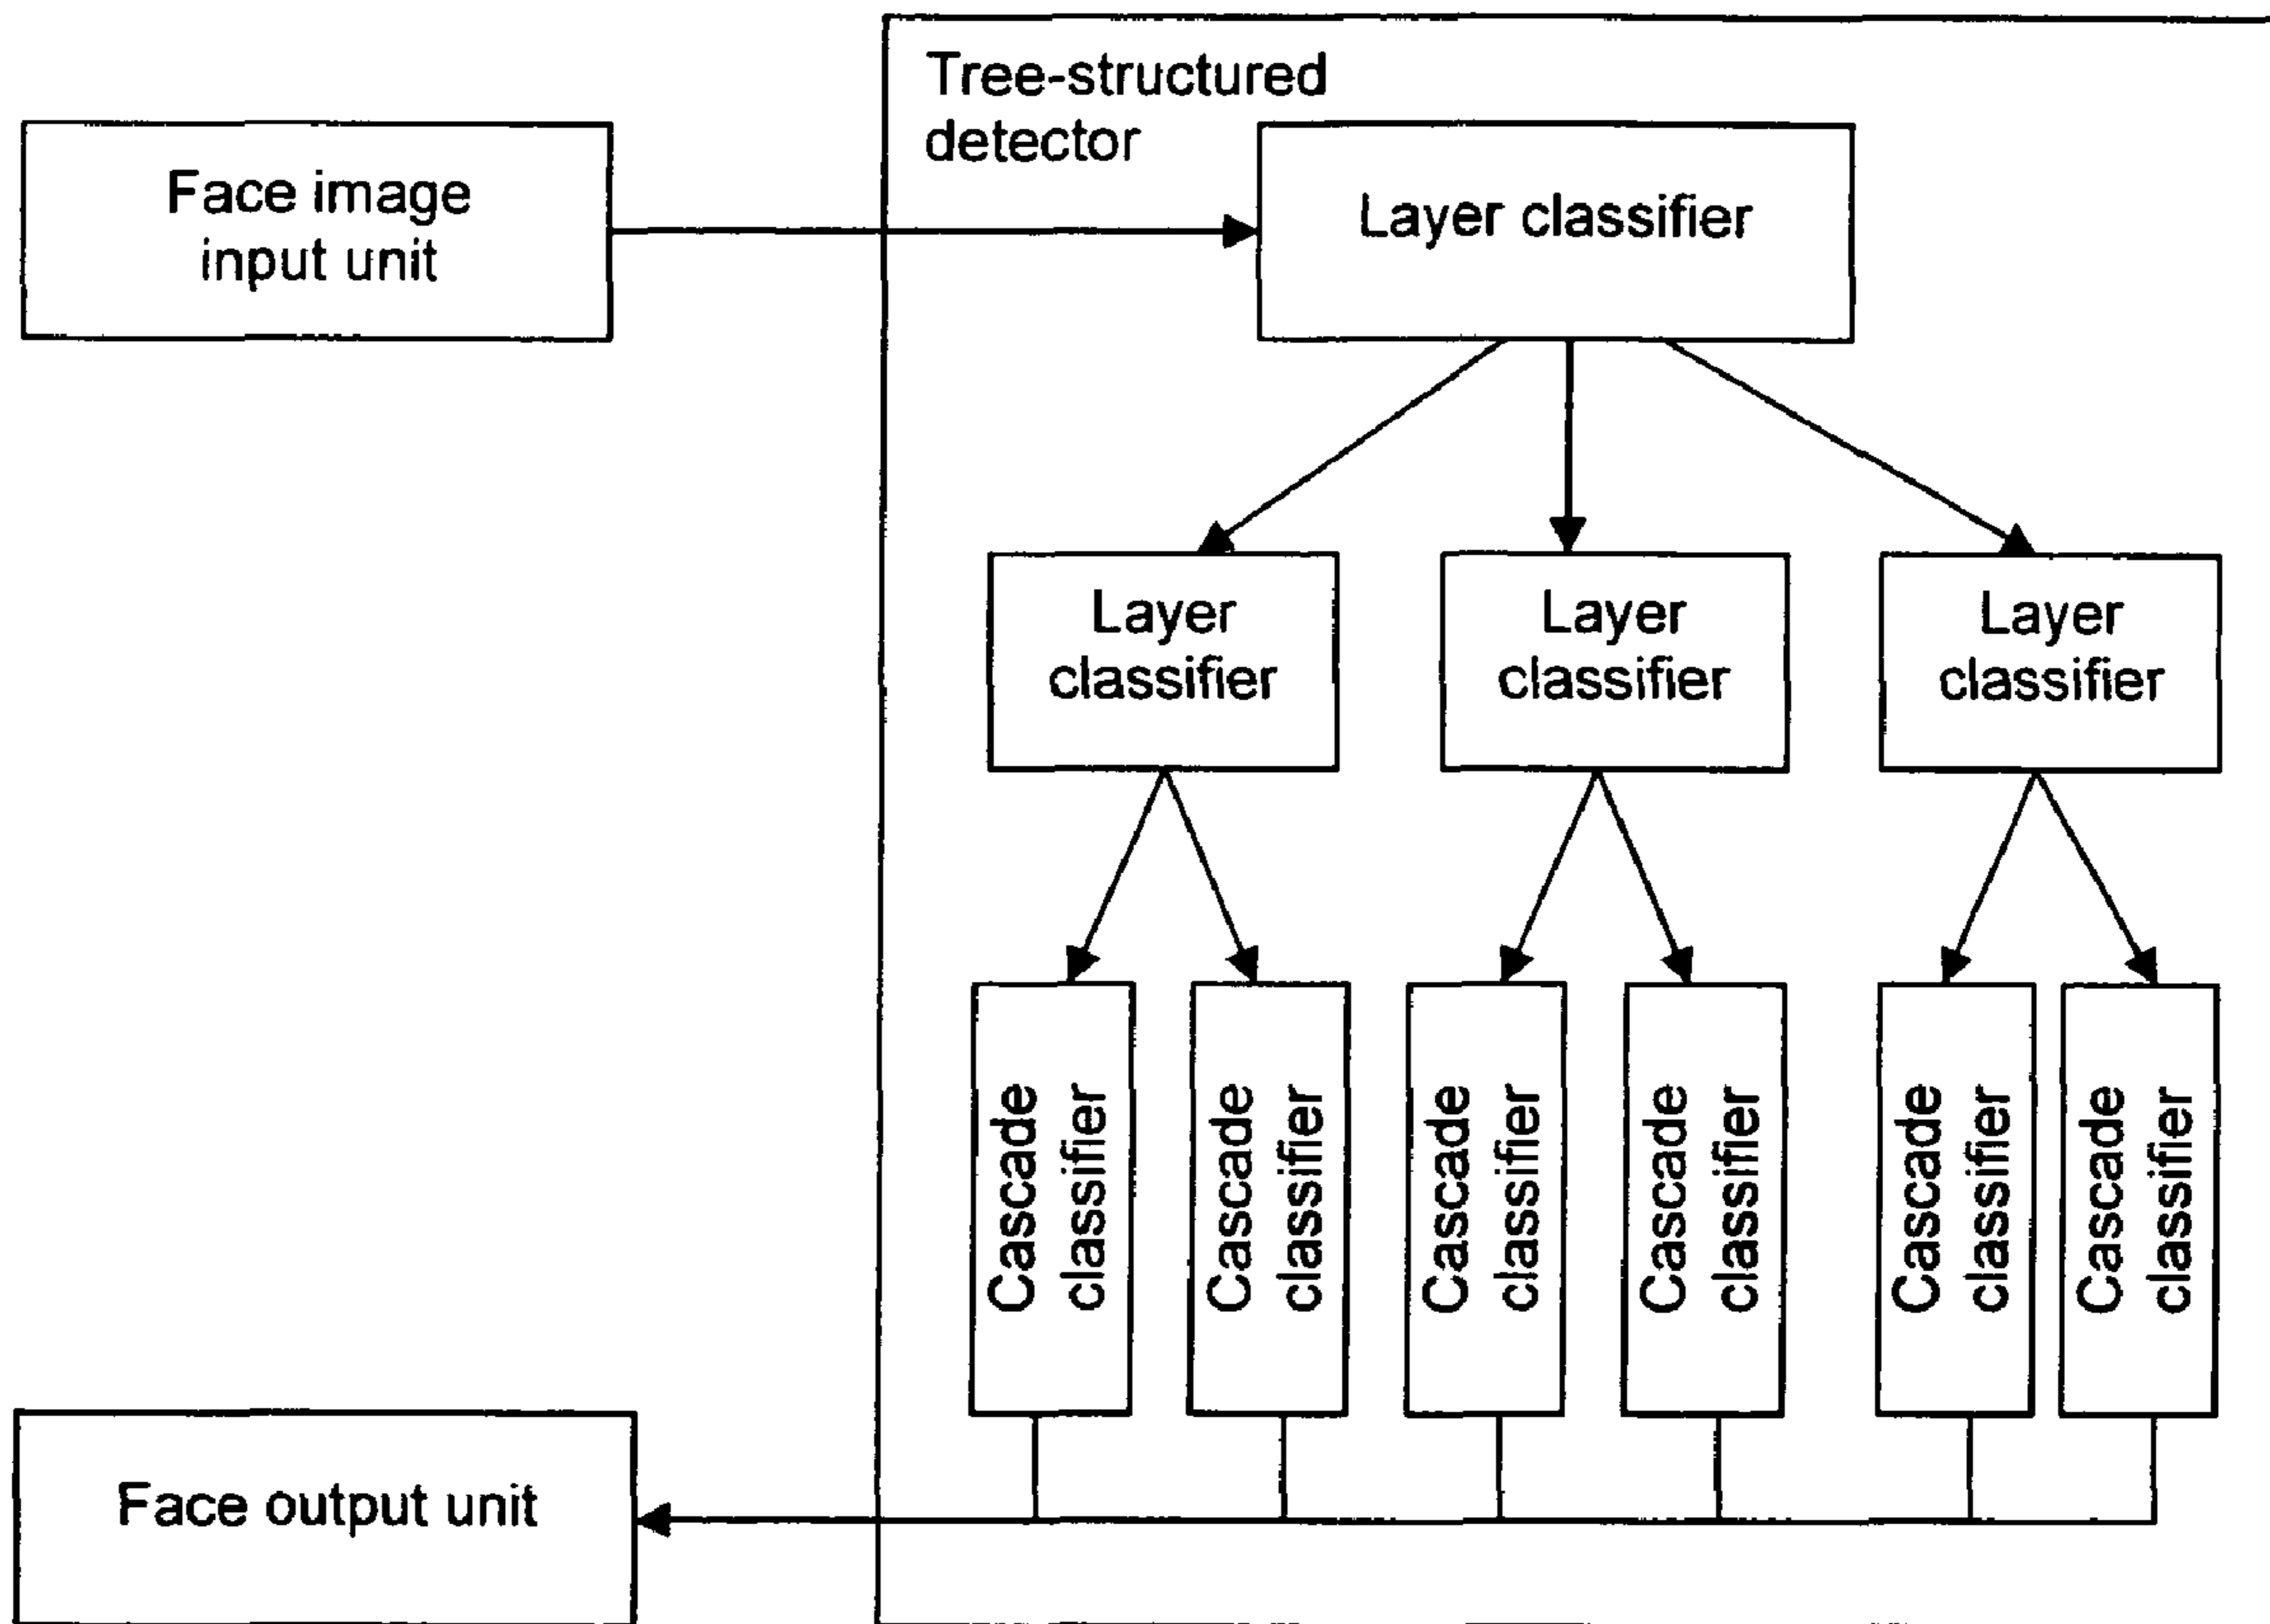 Tree-structured
detector
Face image
input unit
Layer classifier
Layer
classifier
Layer
classifier
Layer
classifier
Cascade
classifier
Cascade
classifier
Cascade
classifier
Cascade
classifier
Cascade
classifier
Cascade
classifier
Face output unit